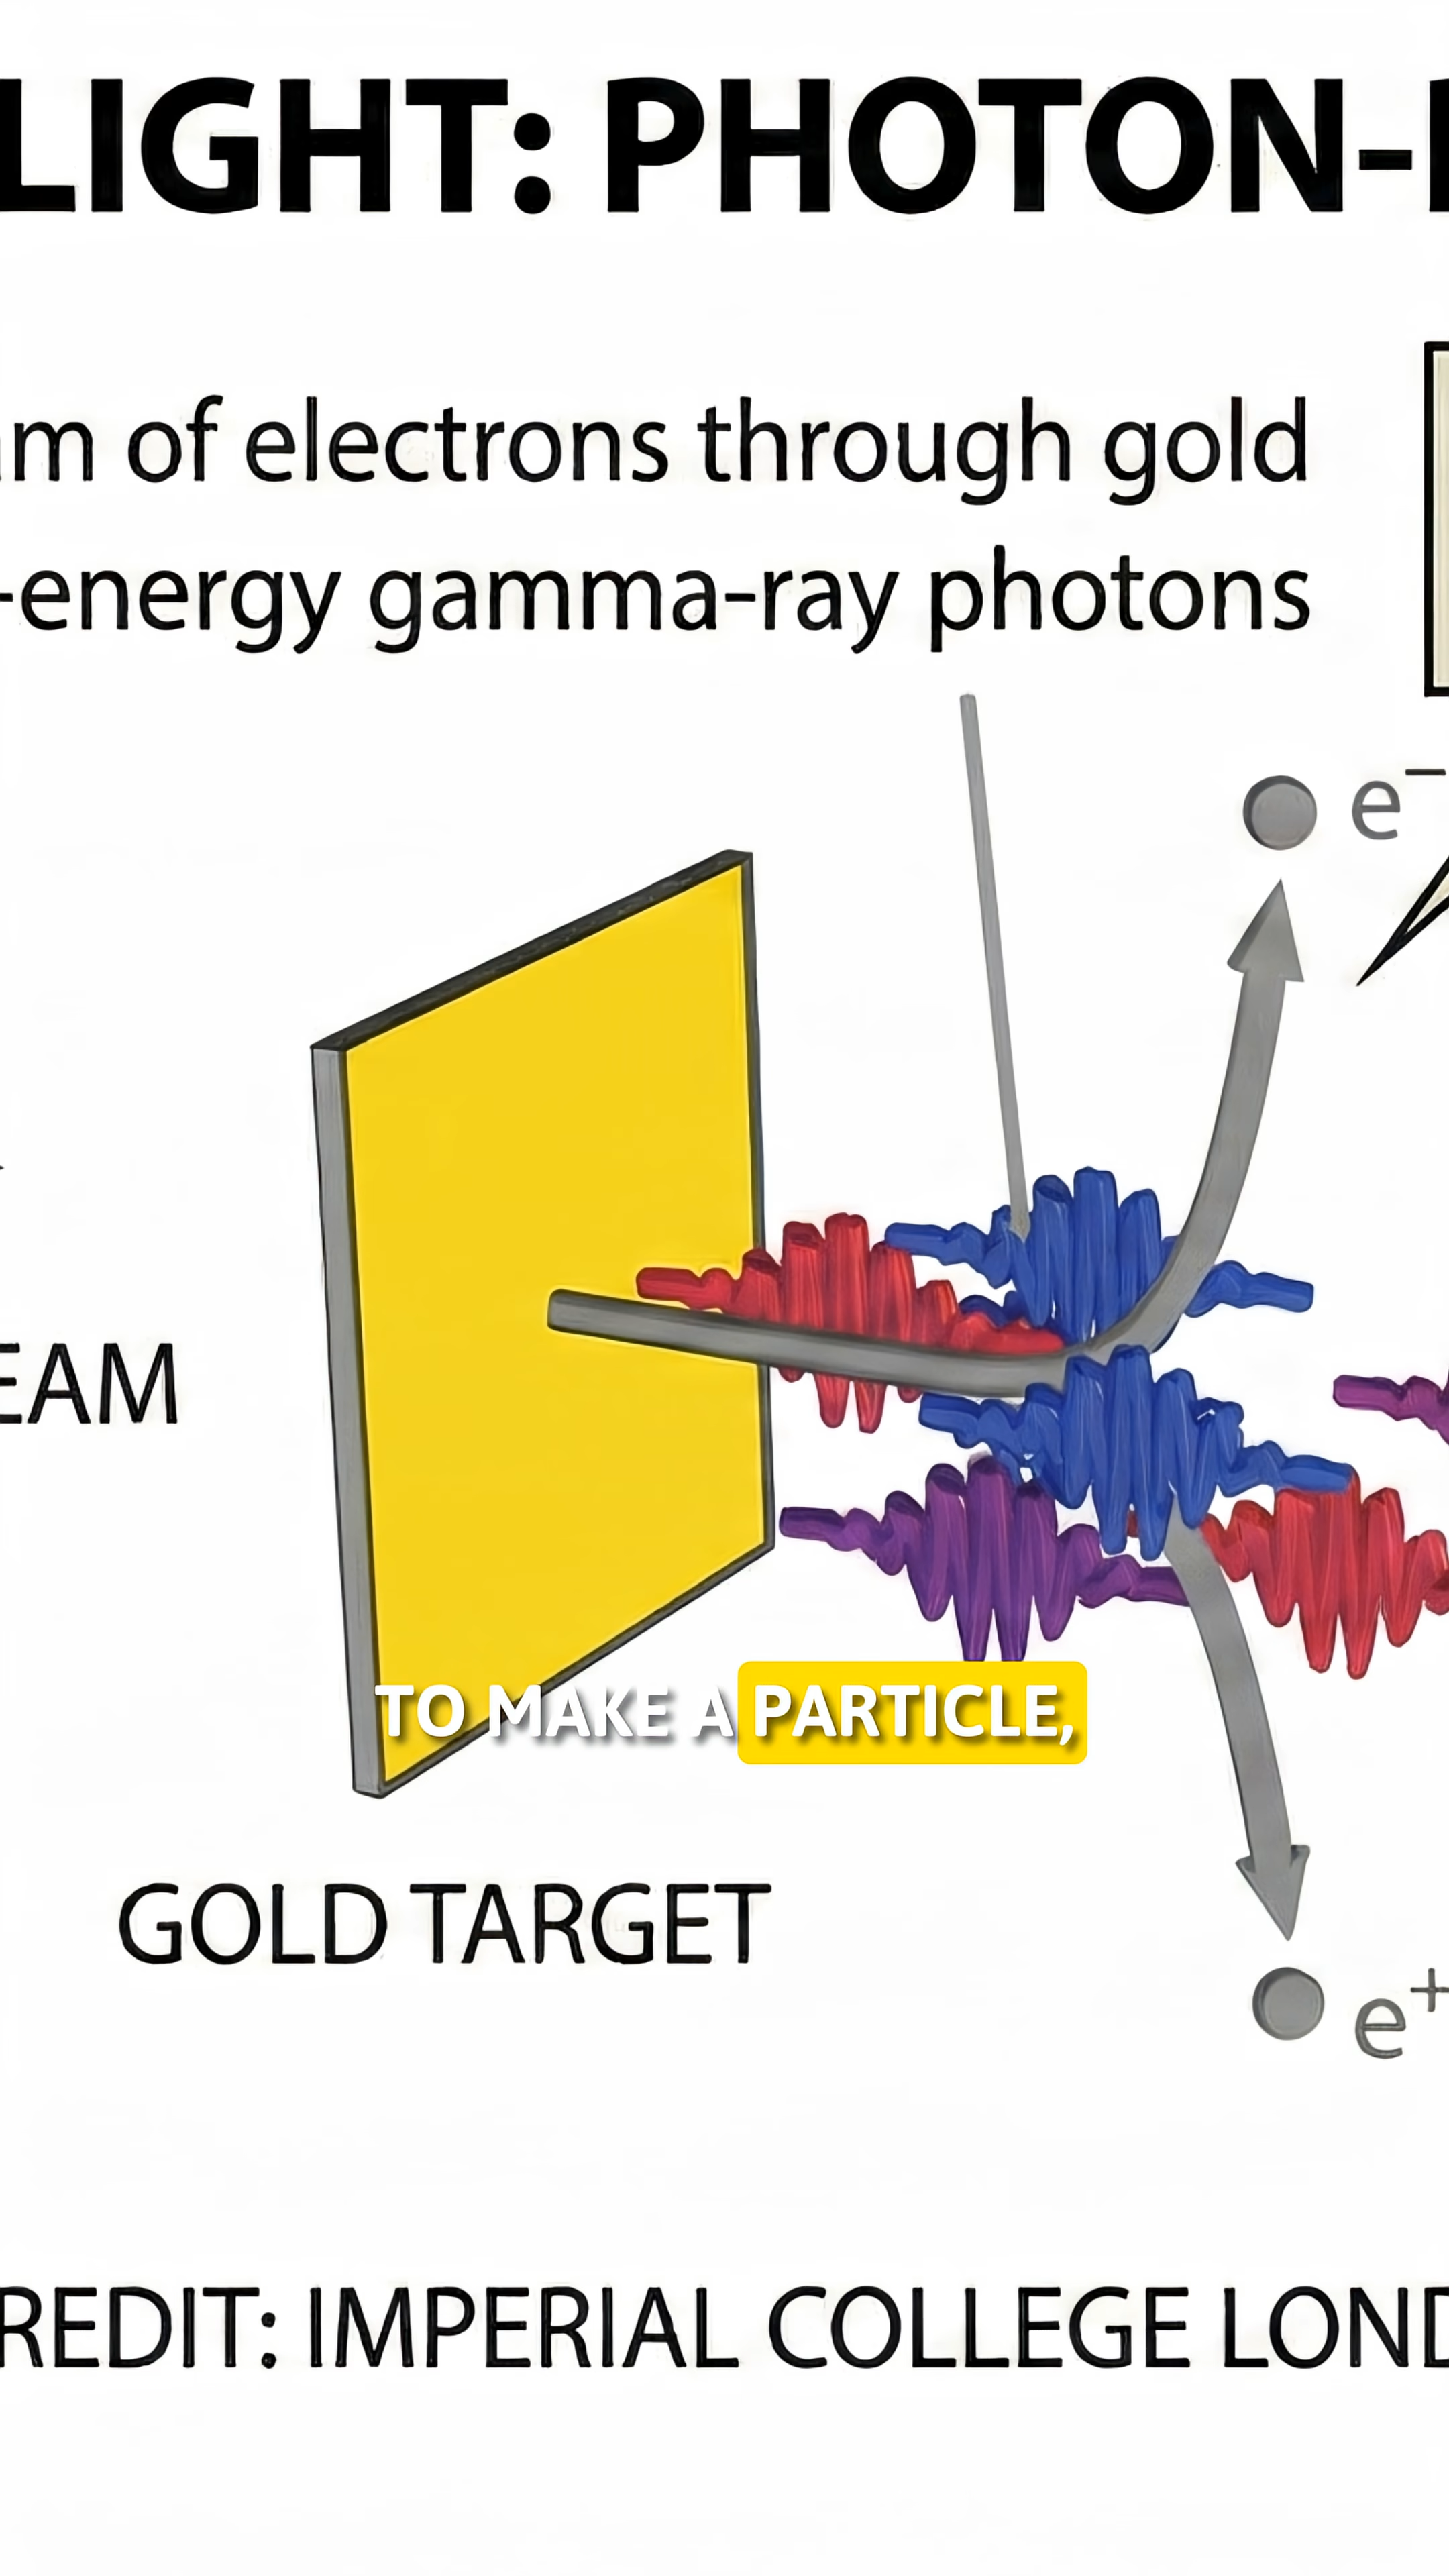 LIGHT: PHOTON-
am of electrons through gold
-energy gamma-ray photons
e⁻
EAM
TO MAKE A PARTICLE,
GOLD TARGET
e⁺
REDIT: IMPERIAL COLLEGE LOND